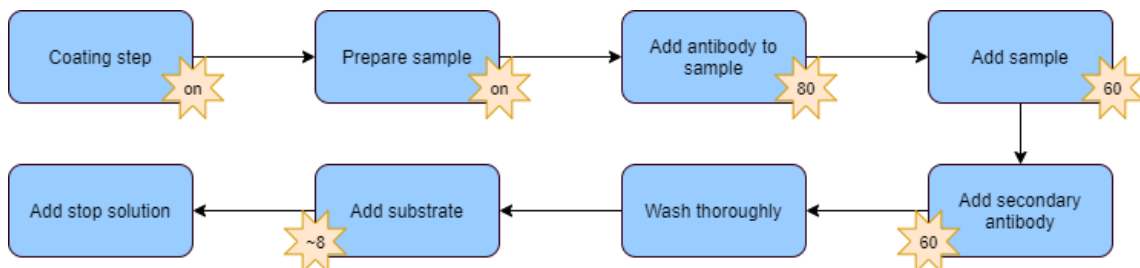 Coating step
on
Prepare sample
on
Add antibody to
sample
80
Add sample
60
Add secondary
antibody
60
Wash thoroughly
Add substrate
~8
Add stop solution